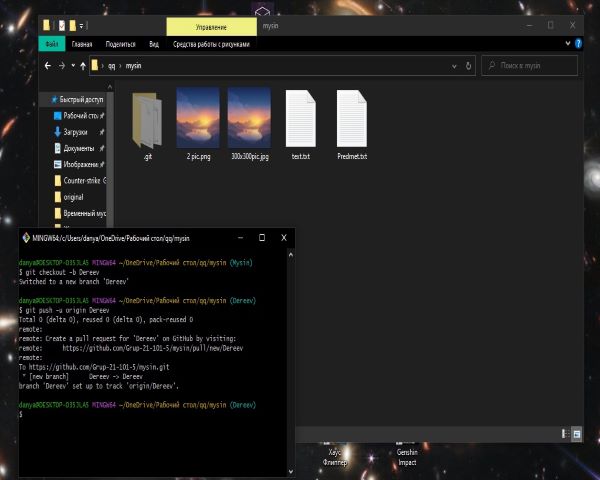 Управление
mysin
Файл
Главная
Поделиться
Вид
Средства работы с рисунками
qq › mysin
Поиск в: mysin
Быстрый доступ
Рабочий сто
Загрузки
Документы
Изображени
Counter-strike G
original
Временный мус
.git
2 pic.png
300x300pic.jpg
text.txt
Predmet.txt
MINGW64:/c/Users/danya/OneDrive/Рабочий стол/qq/mysin
danya@DESKTOP-O35JLAS MINGW64 ~/OneDrive/Рабочий стол/qq/mysin (Mysin)
$ git checkout -b Dereev
Switched to a new branch 'Dereev'
danya@DESKTOP-O35JLAS MINGW64 ~/OneDrive/Рабочий стол/qq/mysin (Dereev)
$ git push -u origin Dereev
Total 0 (delta 0), reused 0 (delta 0), pack-reused 0
remote:
remote: Create a pull request for 'Dereev' on GitHub by visiting:
remote:      https://github.com/Grup-21-101-5/mysin/pull/new/Dereev
remote:
To https://github.com/Grup-21-101-5/mysin.git
 * [new branch]      Dereev -> Dereev
branch 'Dereev' set up to track 'origin/Dereev'.
danya@DESKTOP-O35JLAS MINGW64 ~/OneDrive/Рабочий стол/qq/mysin (Dereev)
$
Хаус
Флиппер
Genshin
Impact